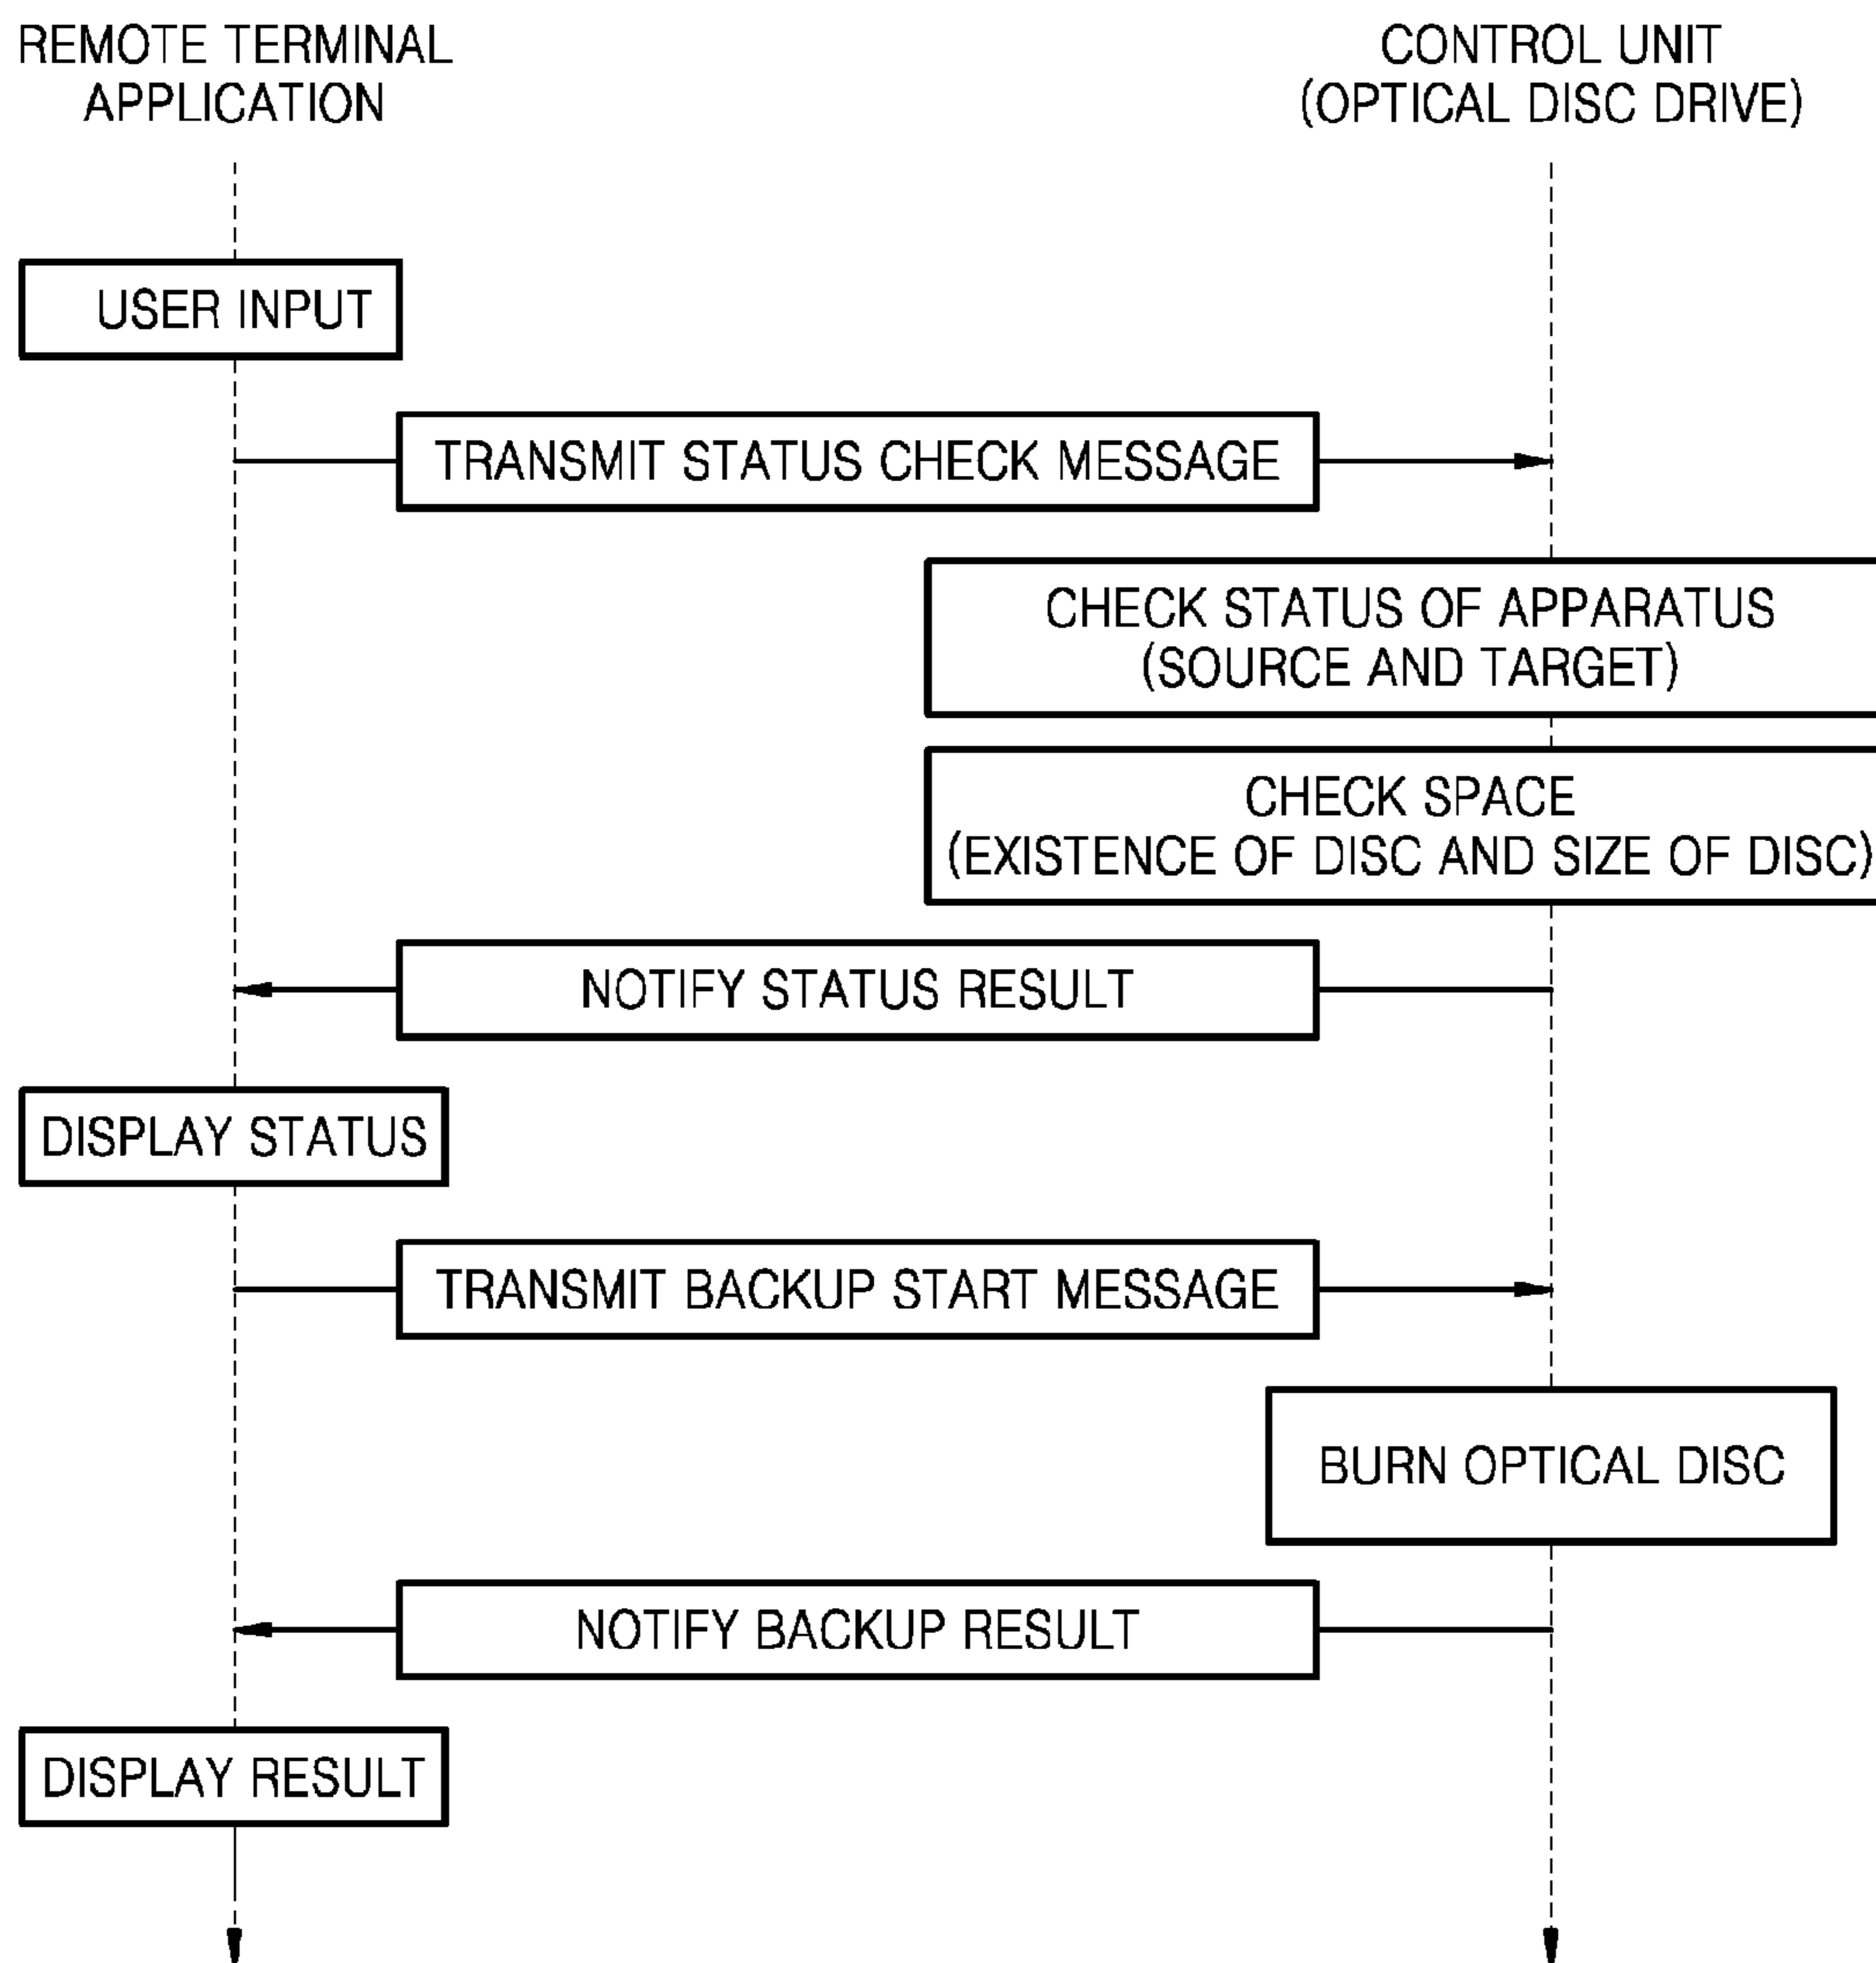 REMOTE TERMINAL
APPLICATION
CONTROL UNIT
(OPTICAL DISC DRIVE)
USER INPUT
TRANSMIT STATUS CHECK MESSAGE
CHECK STATUS OF APPARATUS
(SOURCE AND TARGET)
CHECK SPACE
(EXISTENCE OF DISC AND SIZE OF DISC)
NOTIFY STATUS RESULT
DISPLAY STATUS
TRANSMIT BACKUP START MESSAGE
BURN OPTICAL DISC
NOTIFY BACKUP RESULT
DISPLAY RESULT